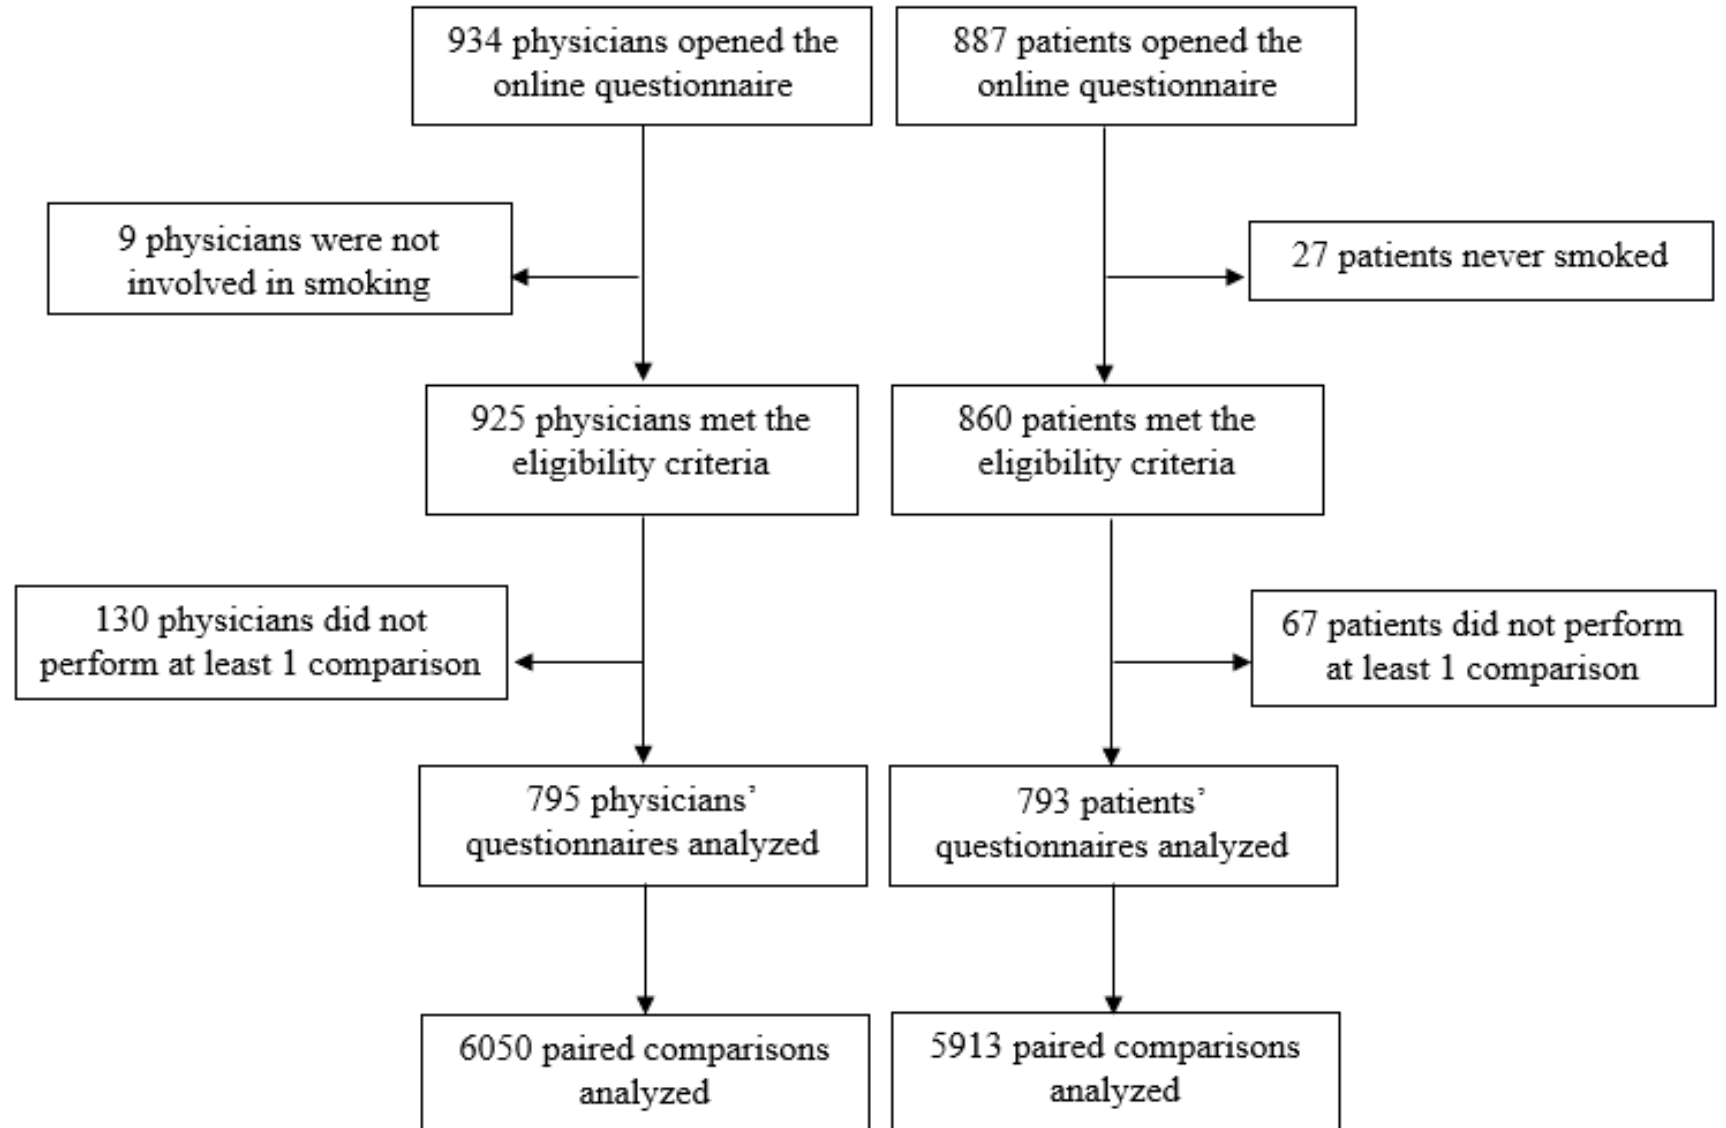 934 physicians opened the
online questionnaire
887 patients opened the
online questionnaire
9 physicians were not
involved in smoking
27 patients never smoked
925 physicians met the
eligibility criteria
860 patients met the
eligibility criteria
130 physicians did not
perform at least 1 comparison
67 patients did not perform
at least 1 comparison
795 physicians’
questionnaires analyzed
793 patients’
questionnaires analyzed
6050 paired comparisons
analyzed
5913 paired comparisons
analyzed